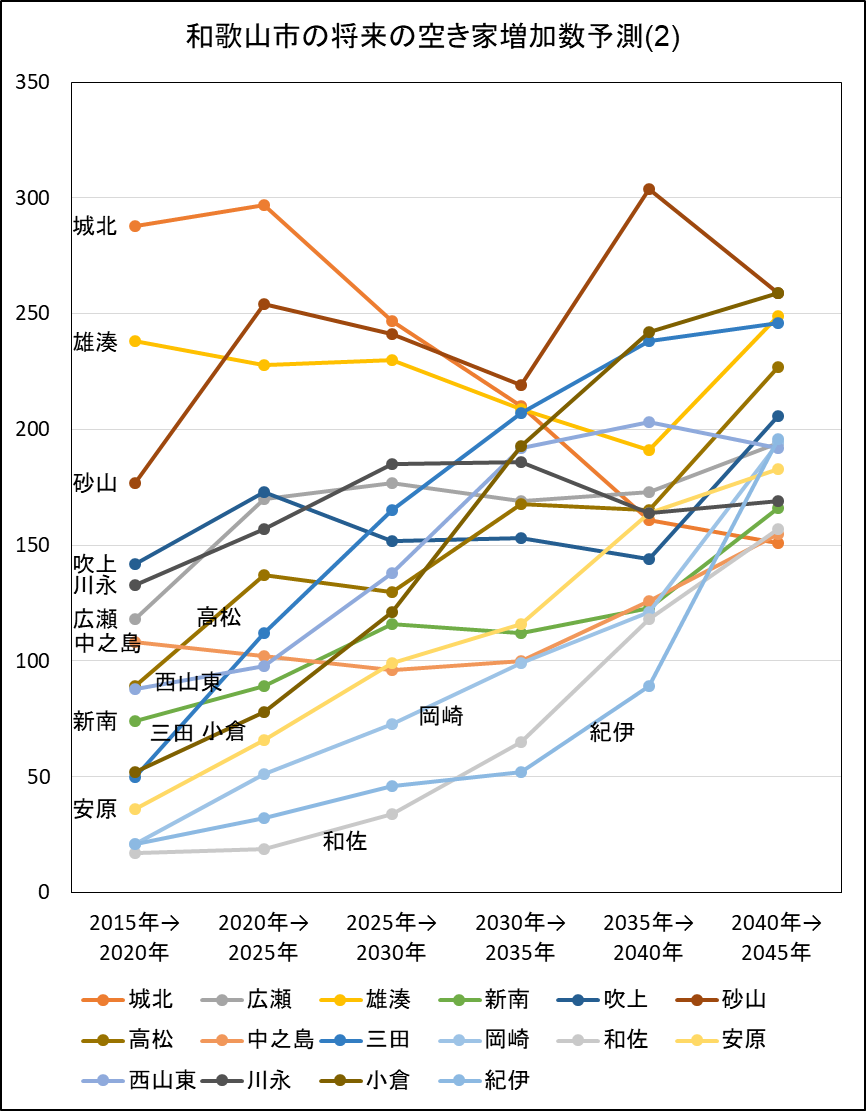 和歌山市の将来の空き家増加数予測(2)
350
300
250
200
150
100
50
0
城北
雄湊
砂山
吹上
川永
広瀬
中之島
高松
西山東
新南
三田 小倉
岡崎
紀伊
安原
和佐
2015年→ 2020年→ 2025年→ 2030年→ 2035年→ 2040年→
2020年 2025年 2030年 2035年 2040年 2045年
城北 広瀬 雄湊 新南 吹上 砂山
高松 中之島 三田 岡崎 和佐 安原
西山東 川永 小倉 紀伊